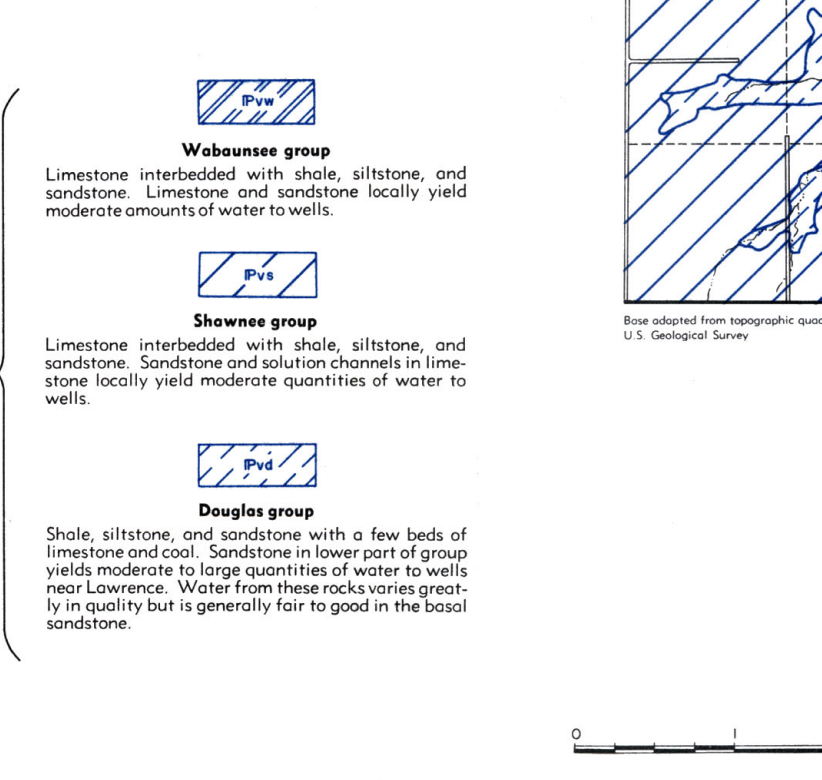 IPvw
Wabaunsee group
Limestone interbedded with shale, siltstone, and
sandstone. Limestone and sandstone locally yield
moderate amounts of water to wells.
IPvs
Shawnee group
Limestone interbedded with shale, siltstone, and
sandstone. Sandstone and solution channels in lime-
stone locally yield moderate quantities of water to
wells.
IPvd
Douglas group
Shale, siltstone, and sandstone with a few beds of
limestone and coal. Sandstone in lower part of group
yields moderate to large quantities of water to wells
near Lawrence. Water from these rocks varies great-
ly in quality but is generally fair to good in the basal
sandstone.
Base adapted from topographic quad
U.S. Geological Survey
0 1